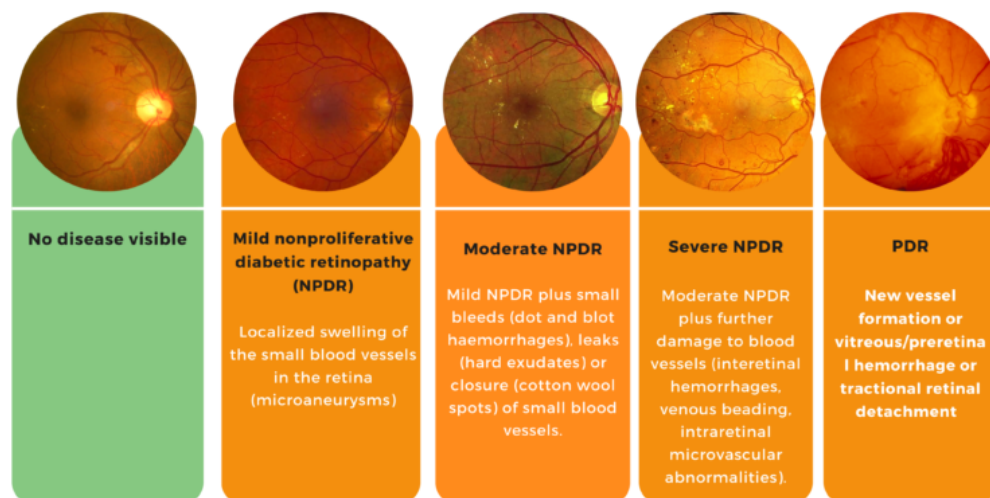 No disease visible
Mild nonproliferative
diabetic retinopathy
(NPDR)
Localized swelling of
the small blood vessels
in the retina
(microaneurysms)
Moderate NPDR
Mild NPDR plus small
bleeds (dot and blot
haemorrhages), leaks
(hard exudates) or
closure (cotton wool
spots) of small blood
vessels.
Severe NPDR
Moderate NPDR
plus further
damage to blood
vessels (interetinal
hemorrhages,
venous beading,
intraretinal
microvascular
abnormalities).
PDR
New vessel
formation or
vitreous/preretina
l hemorrhage or
tractional retinal
detachment